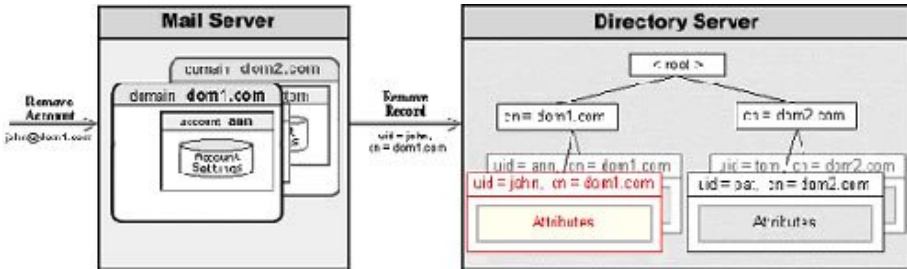 Mail Server
Directory Server
Remove
Account
john@dom1.com
domain dom2.com
domain dom1.com
account ann
Account
Settings
Remove
Record
uid = john,
cn = dom1.com
< root >
cn = dom1.com
cn = dom2.com
uid = ann, cn = dom1.com
uid = tom, cn = dom2.com
uid = john, cn = dom1.com
uid = pat, cn = dom2.com
Attributes
Attributes